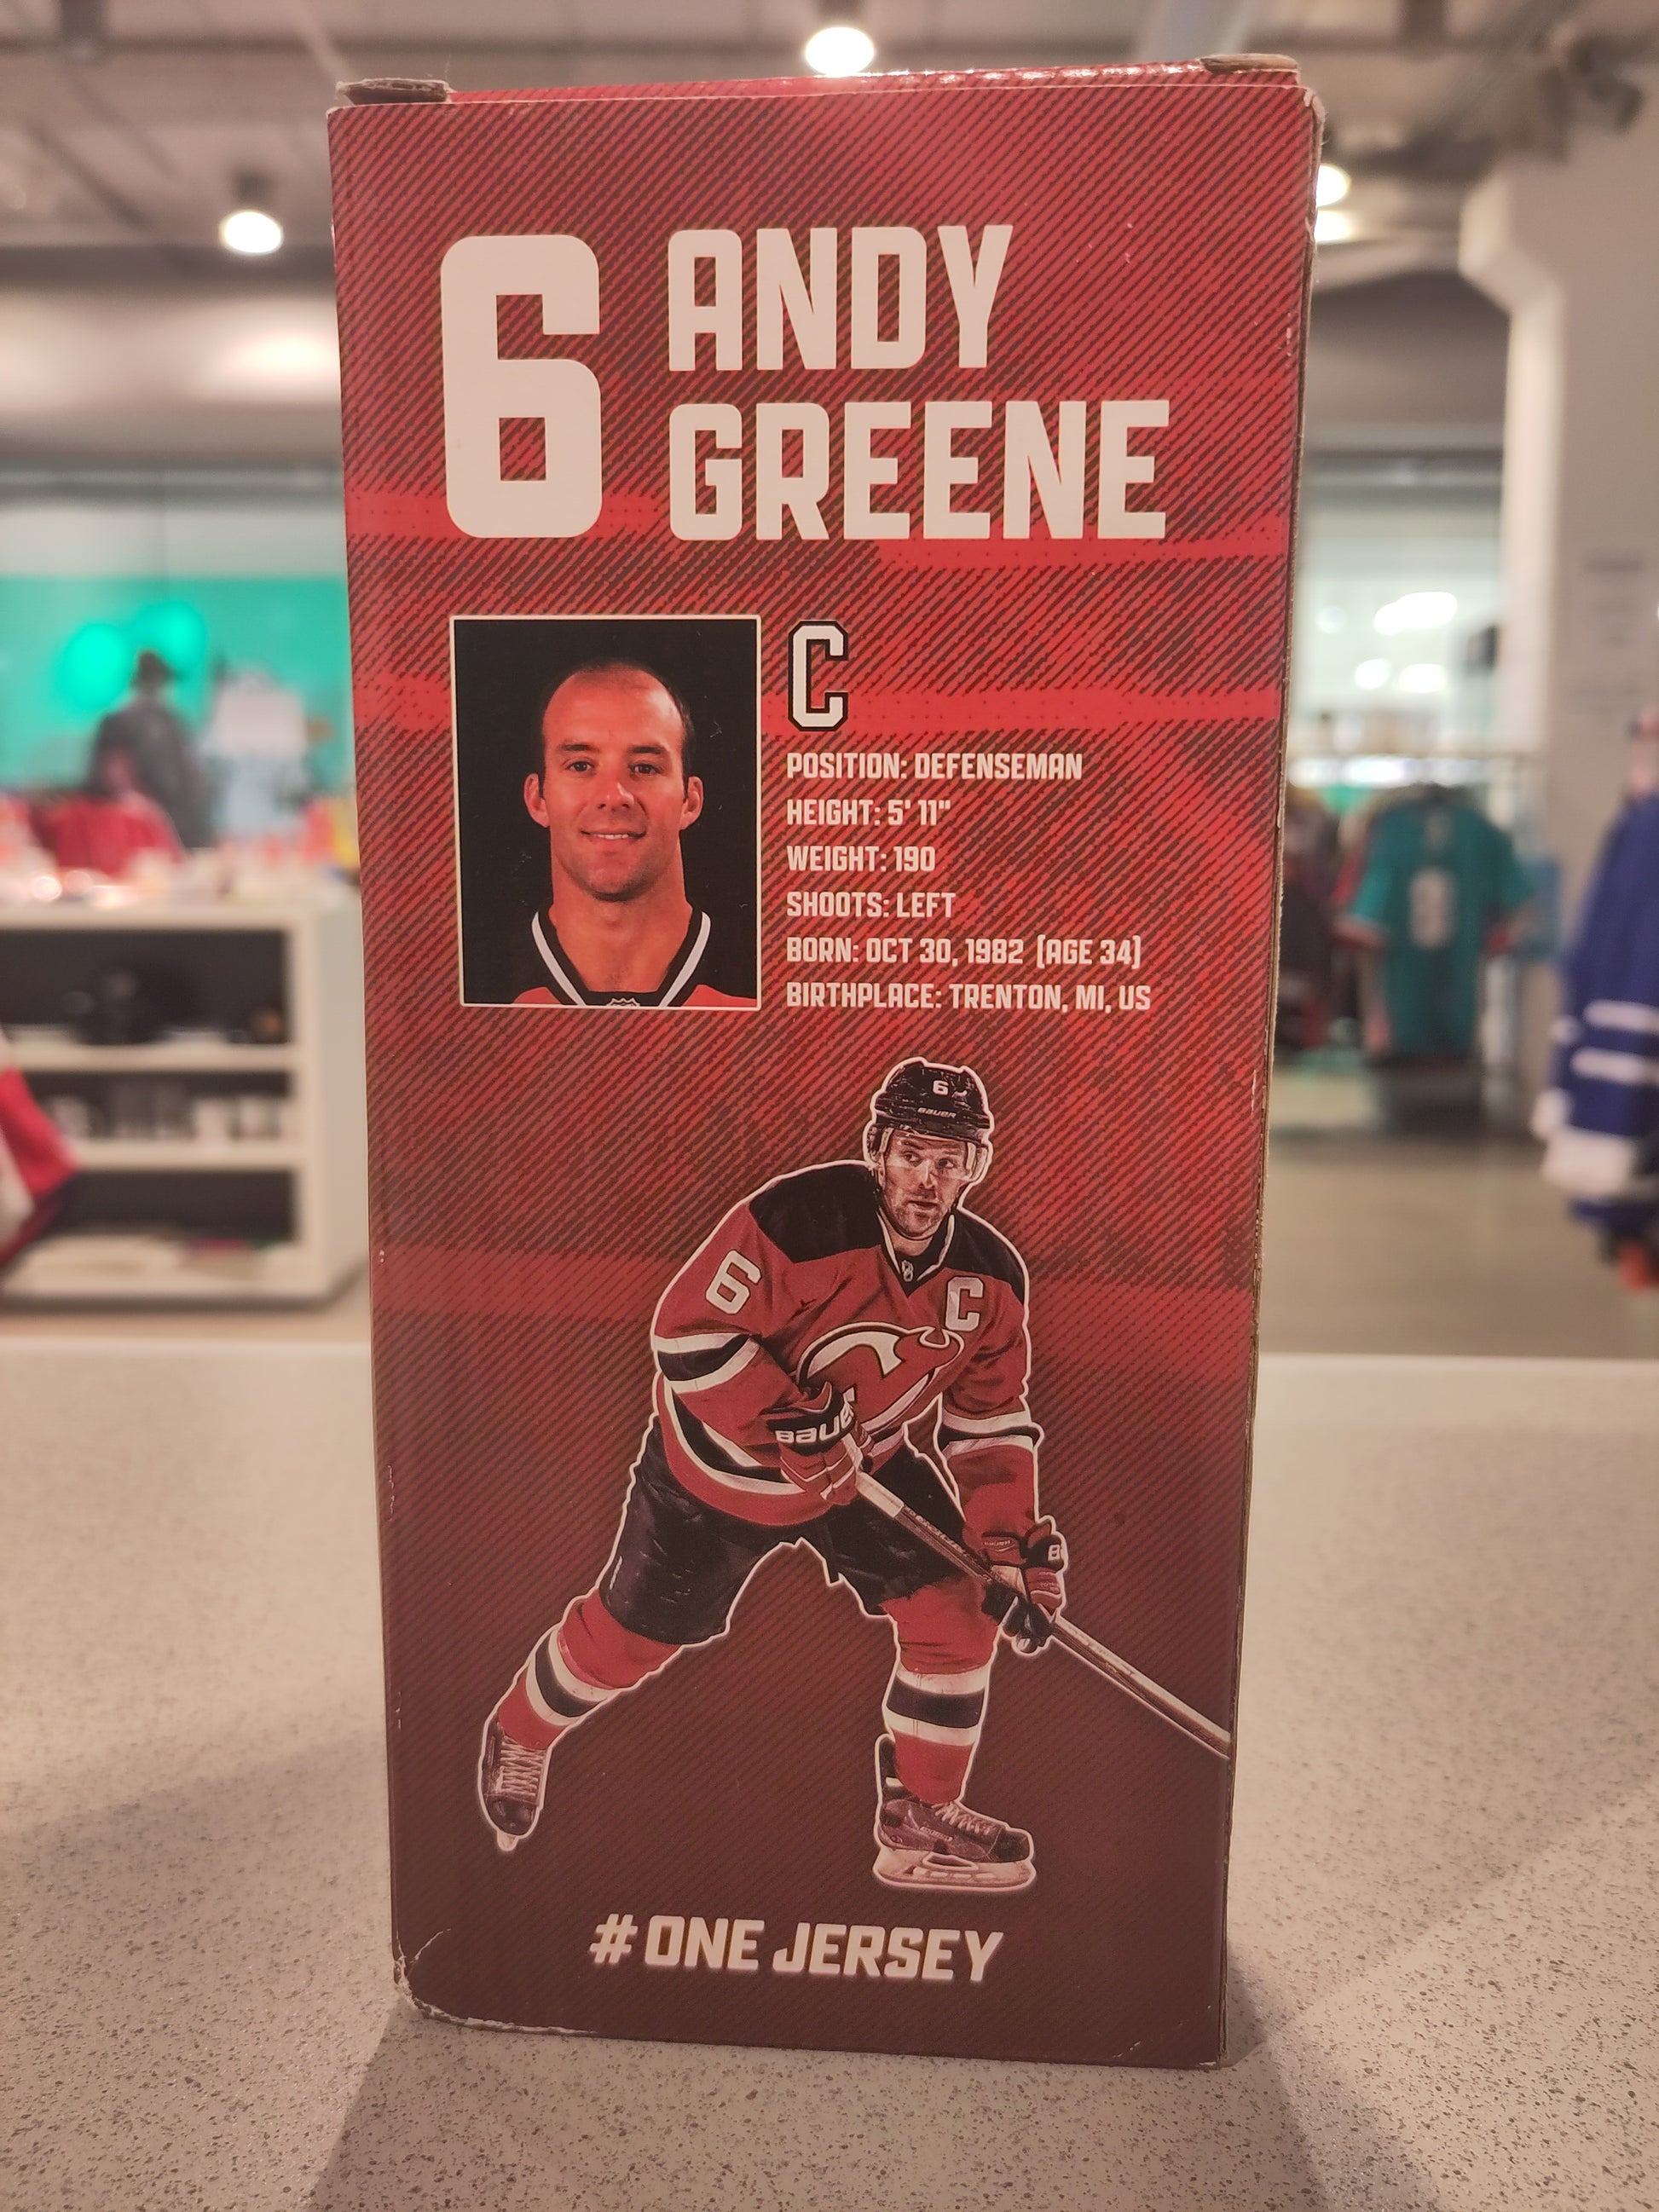 6
ANDY
GREENE
C
POSITION: DEFENSEMAN
HEIGHT: 5' 11"
WEIGHT: 190
SHOOTS: LEFT
BORN: OCT 30, 1982 (AGE 34)
BIRTHPLACE: TRENTON, MI, US
6
BAUER
6
C
BAUER
#ONE JERSEY